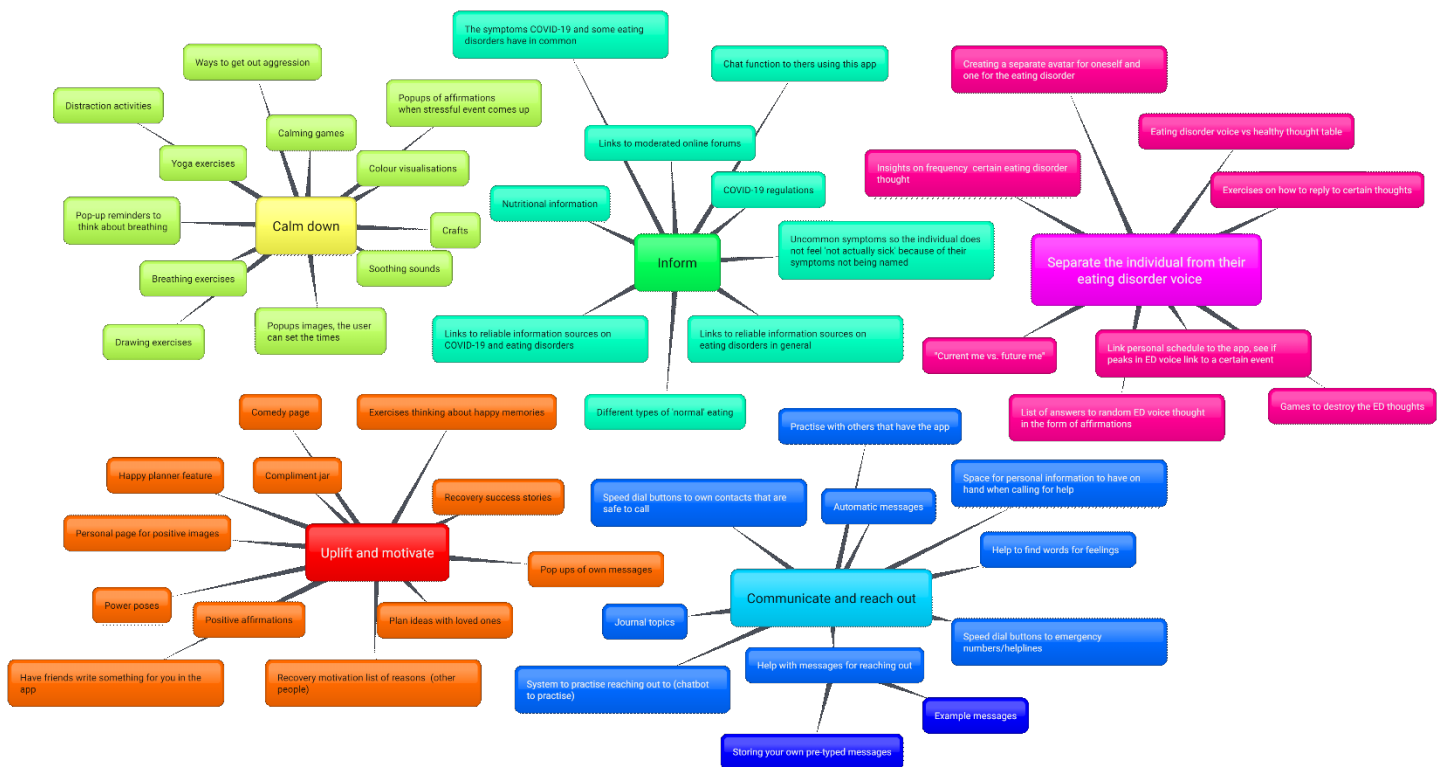 The symptoms COVID-19 and some eating
disorders have in common
Ways to get out aggression
Chat function to thers using this app
Creating a separate avatar for oneself and
one for the eating disorder
Distraction activities
Popups of affirmations
when stressful event comes up
Calming games
Eating disorder voice vs healthy thought table
Links to moderated online forums
Yoga exercises
Colour visualisations
Insights on frequency  certain eating disorder
thought
COVID-19 regulations
Exercises on how to reply to certain thoughts
Nutritional information
Pop-up reminders to
think about breathing
Calm down
Crafts
Uncommon symptoms so the individual does
not feel 'not actually sick' because of their
symptoms not being named
Inform
Separate the individual from their
eating disorder voice
Soothing sounds
Breathing exercises
Popups images, the user
can set the times
Drawing exercises
Links to reliable information sources on
COVID-19 and eating disorders
Links to reliable information sources on
eating disorders in general
"Current me vs. future me"
Link personal schedule to the app, see if
peaks in ED voice link to a certain event
Different types of 'normal' eating
List of answers to random ED voice thought
in the form of affirmations
Games to destroy the ED thoughts
Comedy page
Exercises thinking about happy memories
Practise with others that have the app
Happy planner feature
Compliment jar
Recovery success stories
Speed dial buttons to own contacts that are
safe to call
Automatic messages
Space for personal information to have on
hand when calling for help
Personal page for positive images
Uplift and motivate
Pop ups of own messages
Help to find words for feelings
Communicate and reach out
Power poses
Positive affirmations
Plan ideas with loved ones
Journal topics
Speed dial buttons to emergency
numbers/helplines
Have friends write something for you in the
app
Recovery motivation list of reasons  (other
people)
System to practise reaching out to (chatbot
to practise)
Help with messages for reaching out
Example messages
Storing your own pre-typed messages